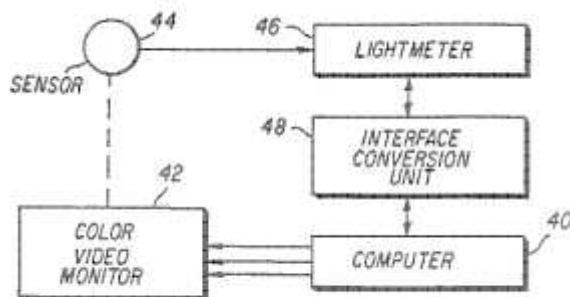 44
SENSOR
46
LIGHTMETER
48
INTERFACE
CONVERSION
UNIT
42
COLOR
VIDEO
MONITOR
40
COMPUTER